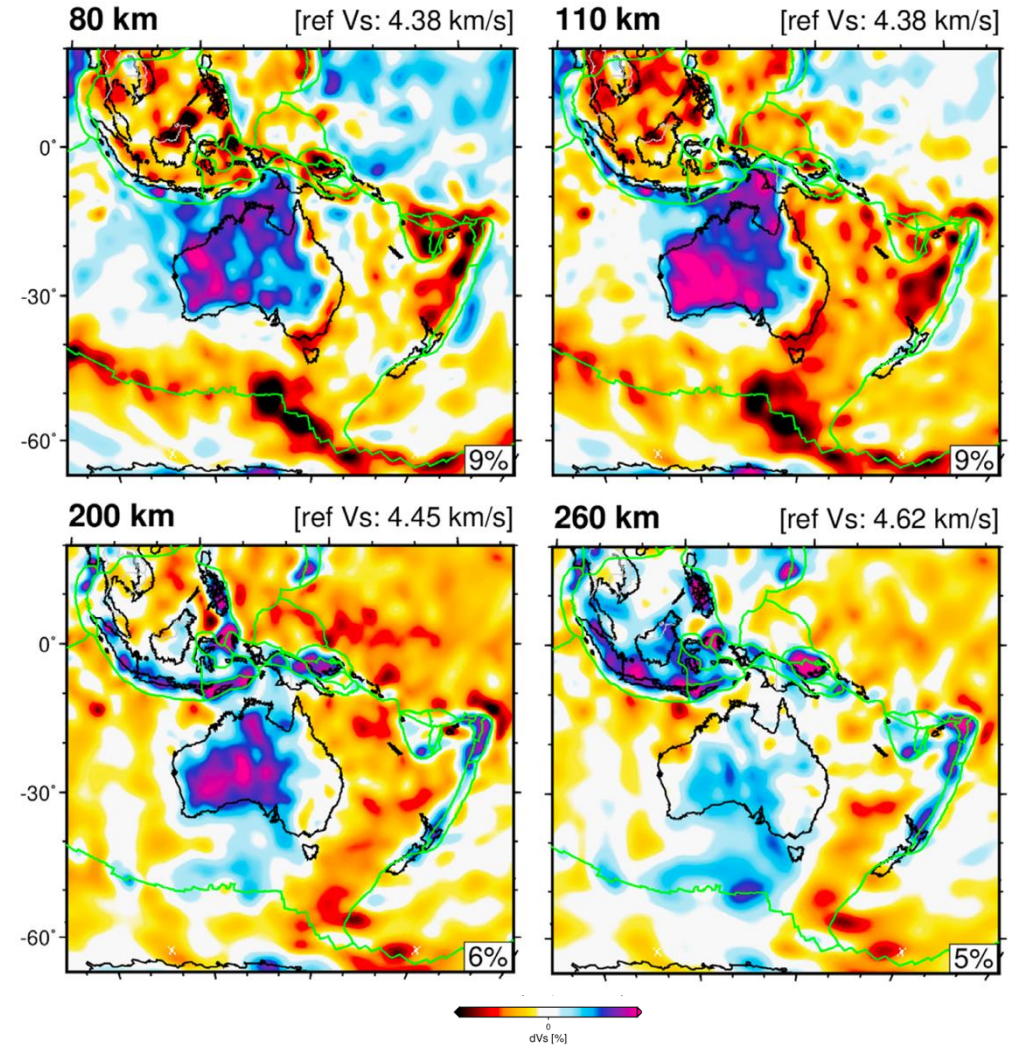 80 km [ref Vs: 4.38 km/s]
110 km [ref Vs: 4.38 km/s]
0°
-30°
-60°
9%
9%
200 km [ref Vs: 4.45 km/s]
260 km [ref Vs: 4.62 km/s]
0°
-30°
-60°
6%
5%
0
dVs [%]